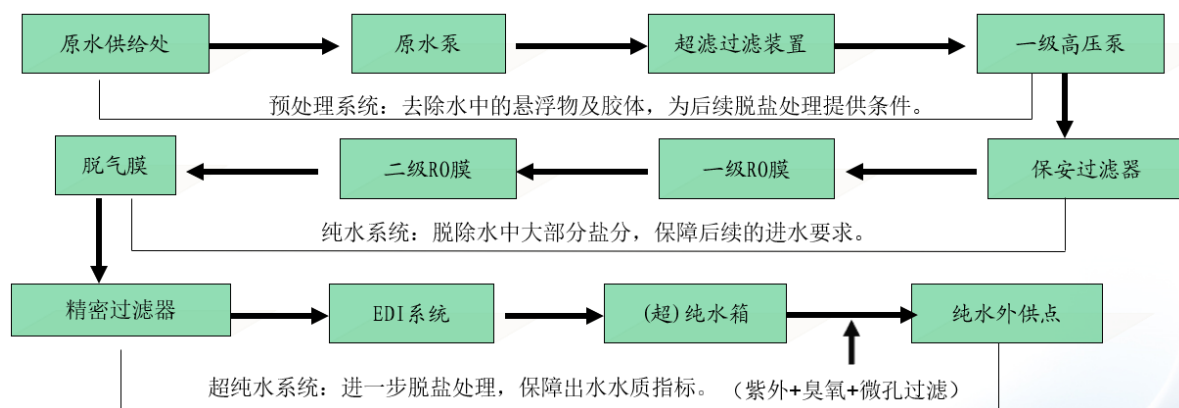 原水供给处
原水泵
超滤过滤装置
一级高压泵
预处理系统：去除水中的悬浮物及胶体，为后续脱盐处理提供条件。
脱气膜
二级RO膜
一级RO膜
保安过滤器
纯水系统：脱除水中大部分盐分，保障后续的进水要求。
精密过滤器
EDI系统
(超)纯水箱
纯水外供点
超纯水系统：进一步脱盐处理，保障出水水质指标。（紫外+臭氧+微孔过滤）